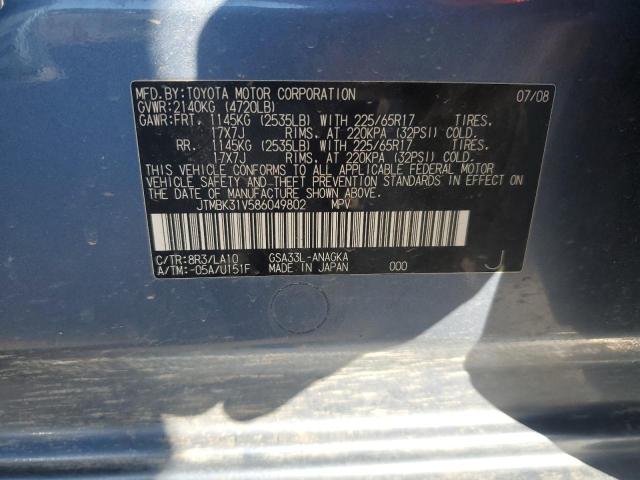 MFD.BY:TOYOTA MOTOR CORPORATION 07/08
GVWR:2140KG (4720LB)
GAWR:FRT. 1145KG (2535LB) WITH 225/65R17 TIRES.
17X7J RIMS. AT 220KPA (32PSI) COLD.
RR. 1145KG (2535LB) WITH 225/65R17 TIRES.
17X7J RIMS. AT 220KPA (32PSI) COLD.
THIS VEHICLE CONFORMS TO ALL APPLICABLE FEDERAL MOTOR
VEHICLE SAFETY AND THEFT PREVENTION STANDARDS IN EFFECT ON
THE DATE OF MANUFACTURE SHOWN ABOVE.
JTMBK31V586049802 MPV
C/TR:8R3/LA10 GSA33L-ANAGKA
A/TM:-05A/U151F MADE IN JAPAN 000 J